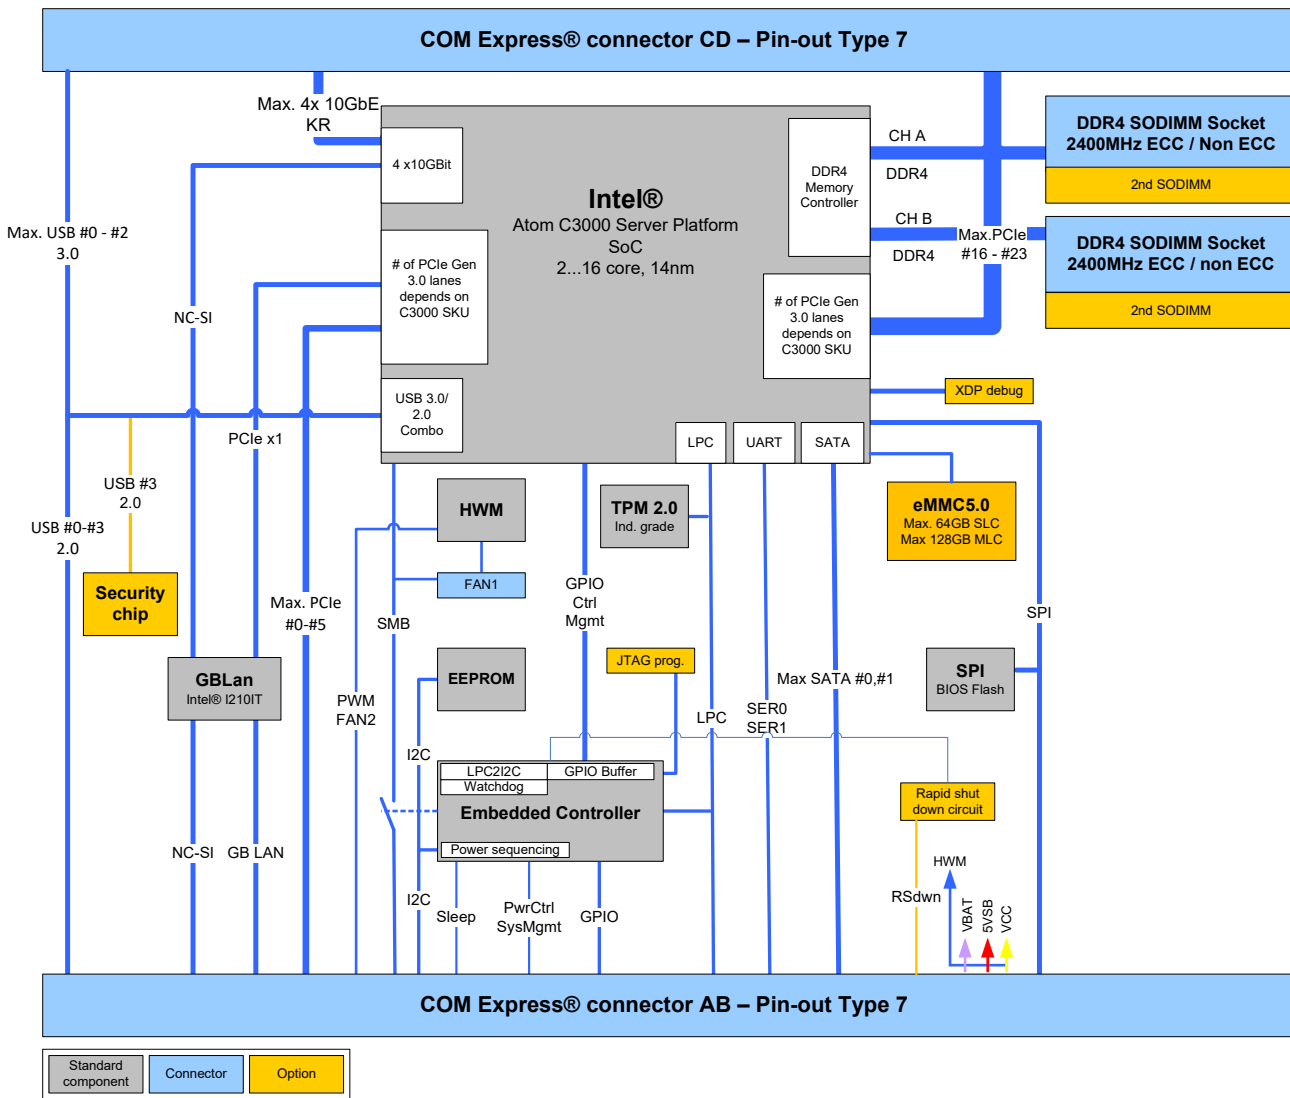 COM Express® connector CD – Pin-out Type 7
Max. 4x 10GbE
KR
4 x10GBit
Intel®
Atom C3000 Server Platform
SoC
2...16 core, 14nm
DDR4
Memory
Controller
CH A
DDR4
DDR4 SODIMM Socket
2400MHz ECC / Non ECC
2nd SODIMM
CH B
DDR4
Max.PCIe
#16 - #23
DDR4 SODIMM Socket
2400MHz ECC / non ECC
2nd SODIMM
Max. USB #0 - #2
3.0
NC-SI
# of PCIe Gen
3.0 lanes
depends on
C3000 SKU
# of PCIe Gen
3.0 lanes
depends on
C3000 SKU
XDP debug
USB 3.0/
2.0
Combo
PCIe x1
LPC
UART
SATA
USB #3
2.0
USB #0-#3
2.0
HWM
TPM 2.0
Ind. grade
eMMC5.0
Max. 64GB SLC
Max 128GB MLC
FAN1
Security
chip
Max. PCIe
#0-#5
SMB
GPIO
Ctrl
Mgmt
SPI
GBLan
Intel® I210IT
EEPROM
JTAG prog.
SPI
BIOS Flash
PWM
FAN2
Max SATA #0,#1
LPC
SER0
SER1
I2C
LPC2I2C
GPIO Buffer
Watchdog
Embedded Controller
Power sequencing
Rapid shut
down circuit
NC-SI
GB LAN
I2C
Sleep
PwrCtrl
SysMgmt
GPIO
RSdwn
HWM
VBAT
5VSB
VCC
COM Express® connector AB – Pin-out Type 7
Standard
component
Connector
Option